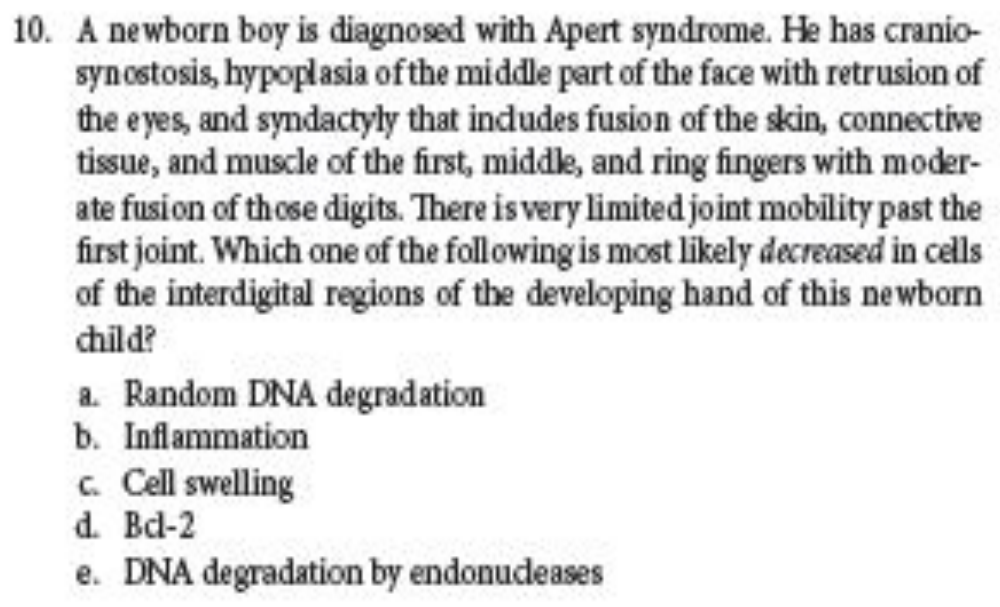 10. A newborn boy is diagnosed with Apert syndrome. He has cranio-
synostosis, hypoplasia of the middle part of the face with retrusion of
the eyes, and syndactyly that includes fusion of the skin, connective
tissue, and muscle of the first, middle, and ring fingers with moder-
ate fusion of those digits. There is very limited joint mobility past the
first joint. Which one of the following is most likely decreased in cells
of the interdigital regions of the developing hand of this newborn
child?
a. Random DNA degradation
b. Inflammation
c. Cell swelling
d. Bcl-2
e. DNA degradation by endonucleases